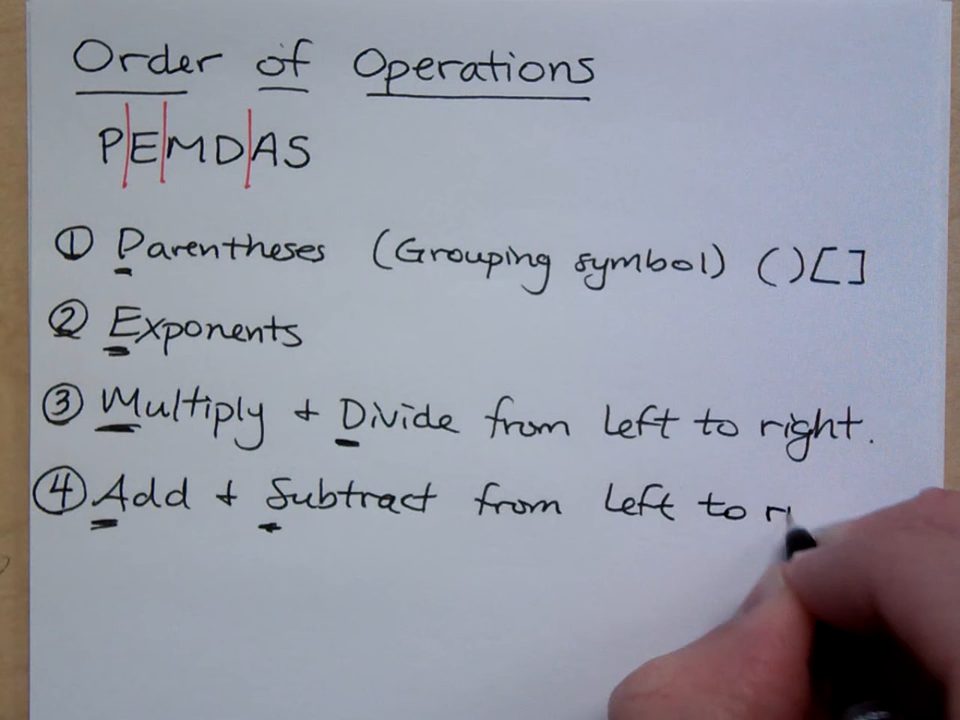 Order of Operations
PEMDAS
① Parentheses (Grouping symbol) ()[]
② Exponents
③ Multiply + Divide from left to right.
④ Add + Subtract from left to ri